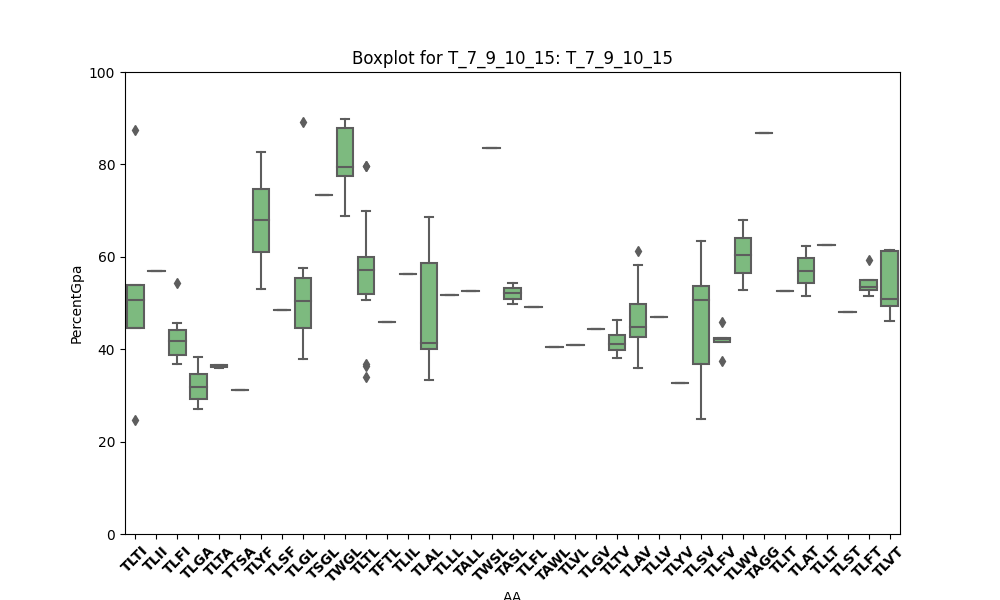 Boxplot for T_7_9_10_15: T_7_9_10_15
100
80
60
40
20
0
PercentGpa
TLTI TLII TLFI TLGA TLTA TTSA TLYF TLSF TLGL TSGL TWGL TLTL TFTL TLIL TLAL TLLL TALL TWSL TASL TLFL TAWL TLVL TLGV TLTV TLAV TLLV TLYV TLSV TLFV TLWV TAGG TLIT TLAT TLLT TLST TLFT TLVT
AA